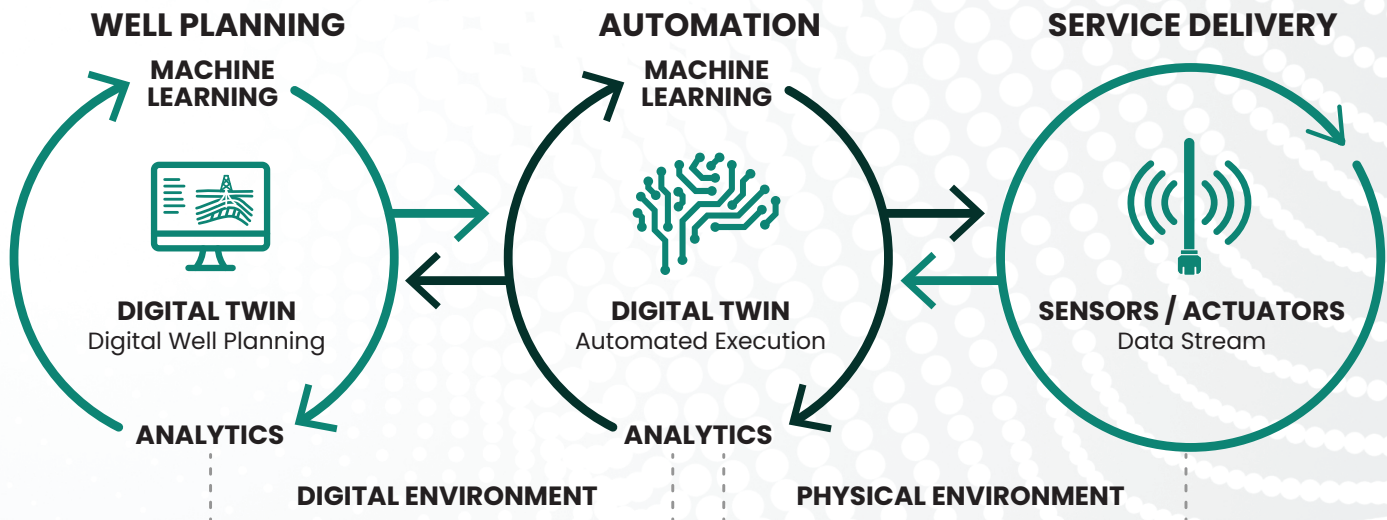 WELL PLANNING
MACHINE
LEARNING
DIGITAL TWIN
Digital Well Planning
ANALYTICS
AUTOMATION
MACHINE
LEARNING
DIGITAL TWIN
Automated Execution
ANALYTICS
SERVICE DELIVERY
SENSORS / ACTUATORS
Data Stream
DIGITAL ENVIRONMENT
PHYSICAL ENVIRONMENT